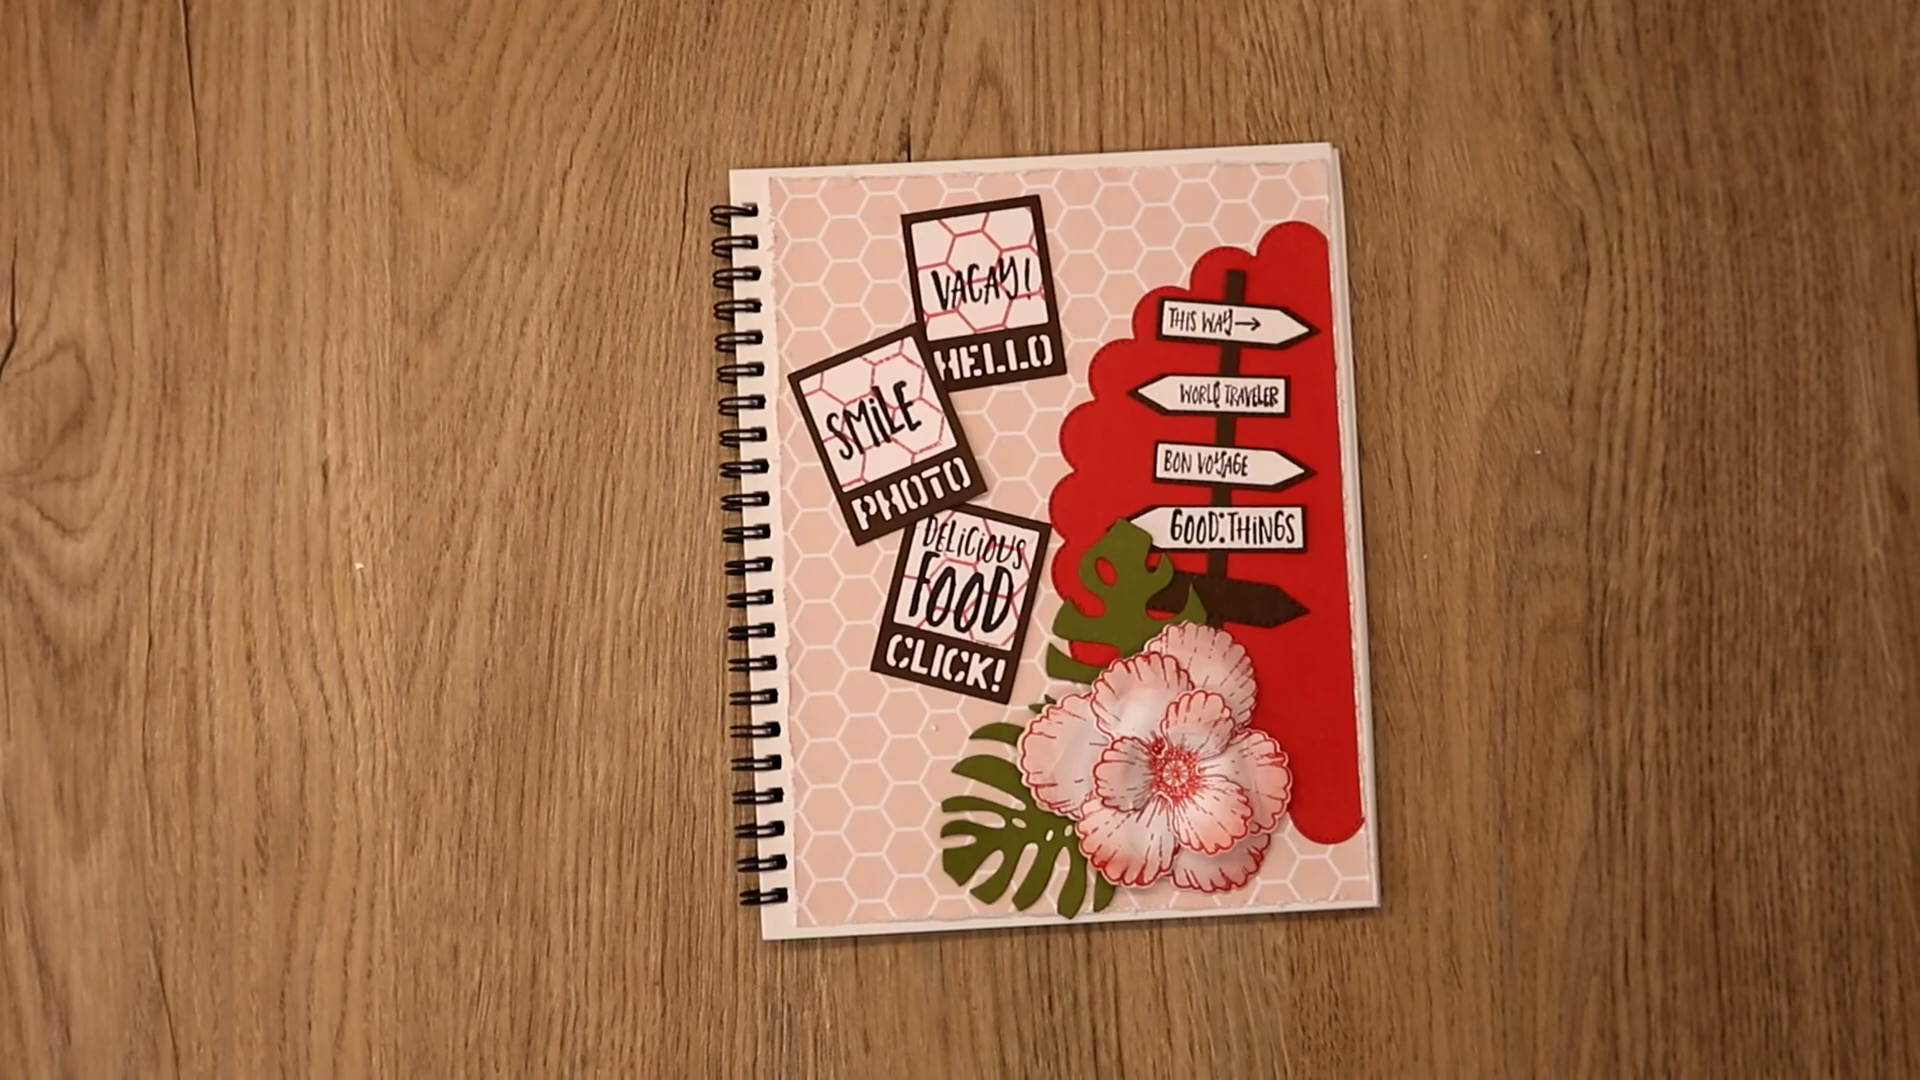 VACAY!
HELLO
SMiLE
PHOTO
DELiCiOUS
FOOD
CLICK!
THIS WAY→
WORLD TRAVELER
BON VOYAGE
GOOD THiNGS